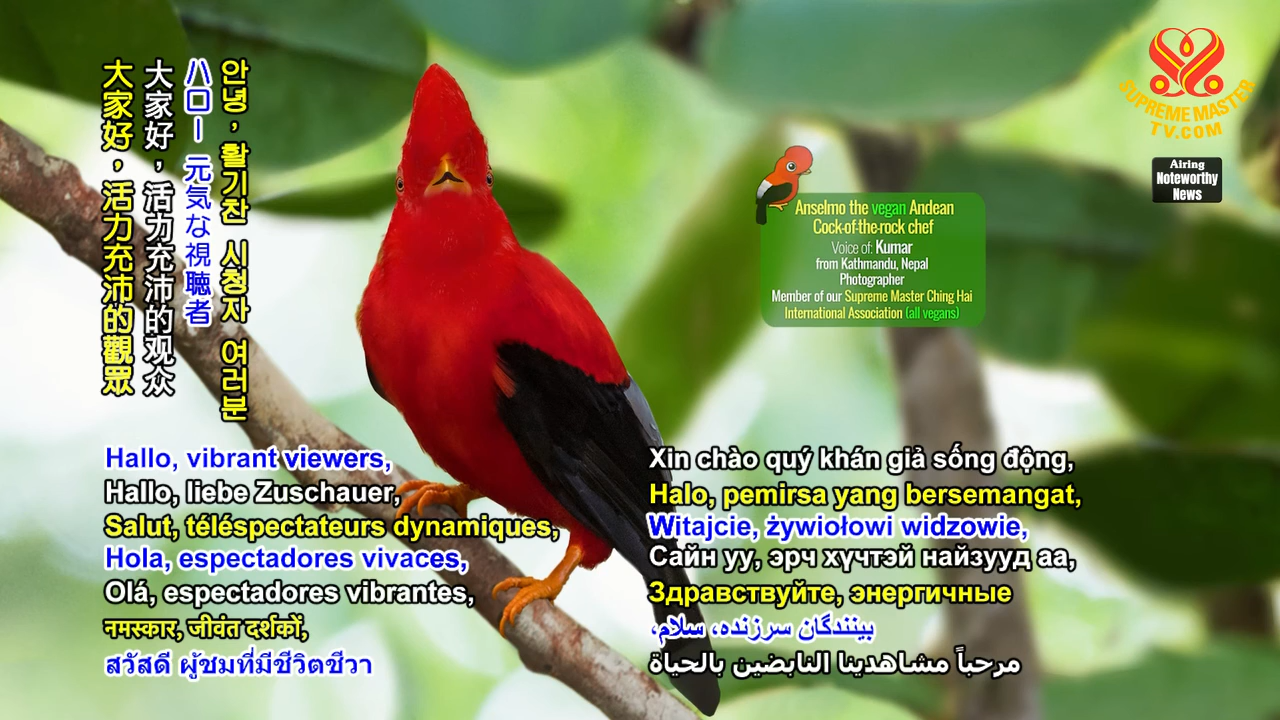 大家好，活力充沛的觀眾
大家好，活力充沛的观众
ハロー 元気な視聴者
안녕, 활기찬 시청자 여러분
Hallo, vibrant viewers,
Hallo, liebe Zuschauer,
Salut, téléspectateurs dynamiques,
Hola, espectadores vivaces,
Olá, espectadores vibrantes,
नमस्कार, जीवंत दर्शकों,
สวัสดี ผู้ชมที่มีชีวิตชีวา
Xin chào quý khán giả sống động,
Halo, pemirsa yang bersemangat,
Witajcie, żywiołowi widzowie,
Сайн уу, эрч хүчтэй найзууд аа,
Здравствуйте, энергичные
بینندگان سرزنده، سلام،
مرحباً مشاهدينا النابضين بالحياة
Anselmo the vegan Andean
Cock-of-the-rock chef
Voice of: Kumar
from Kathmandu, Nepal
Photographer
Member of our Supreme Master Ching Hai
International Association (all vegans)
SUPREME MASTER
TV.COM
Airing
Noteworthy
News